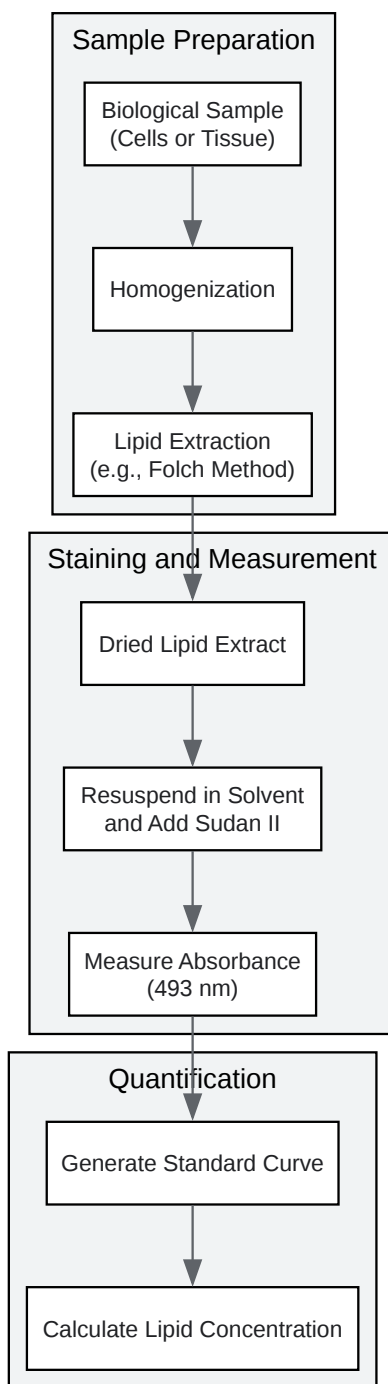 Sample Preparation
Biological Sample
(Cells or Tissue)
Homogenization
Lipid Extraction
(e.g., Folch Method)
Staining and Measurement
Dried Lipid Extract
Resuspend in Solvent
and Add Sudan II
Measure Absorbance
(493 nm)
Quantification
Generate Standard Curve
Calculate Lipid Concentration